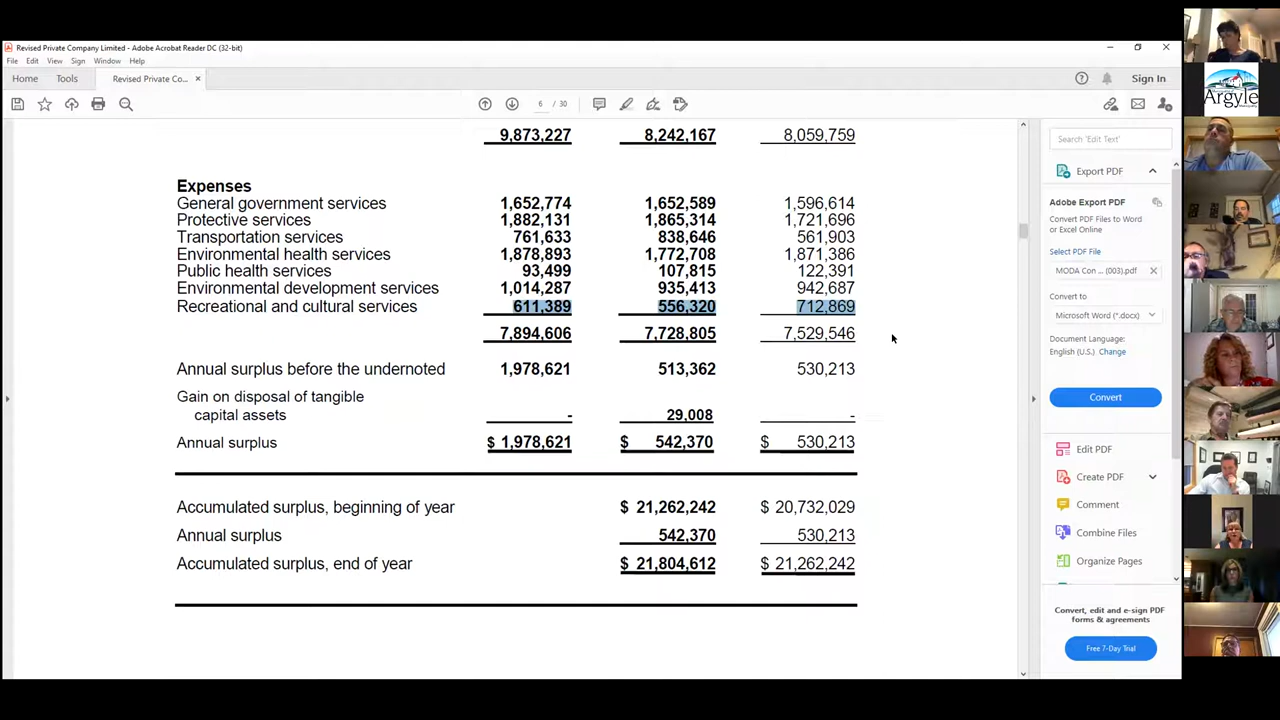 Revised Private Company Limited - Adobe Acrobat Reader DC (32-bit)
File Edit View Sign Window Help
Home Tools Revised Private Co... × Sign In
6 / 30
9,873,227 8,242,167 8,059,759
Expenses
General government services 1,652,774 1,652,589 1,596,614
Protective services 1,882,131 1,865,314 1,721,696
Transportation services 761,633 838,646 561,903
Environmental health services 1,878,893 1,772,708 1,871,386
Public health services 93,499 107,815 122,391
Environmental development services 1,014,287 935,413 942,687
Recreational and cultural services 611,389 556,320 712,869
7,894,606 7,728,805 7,529,546
Annual surplus before the undernoted 1,978,621 513,362 530,213
Gain on disposal of tangible
capital assets - 29,008 -
Annual surplus $ 1,978,621 $ 542,370 $ 530,213
Accumulated surplus, beginning of year $ 21,262,242 $ 20,732,029
Annual surplus 542,370 530,213
Accumulated surplus, end of year $ 21,804,612 $ 21,262,242
Search 'Edit Text'
Export PDF
Adobe Export PDF
Convert PDF Files to Word
or Excel Online
Select PDF File
MODA Con ... (003).pdf ×
Convert to
Microsoft Word (*.docx)
Document Language:
English (U.S.) Change
Convert
Edit PDF
Create PDF
Comment
Combine Files
Organize Pages
Convert, edit and e-sign PDF
forms & agreements
Free 7-Day Trial
Argyle